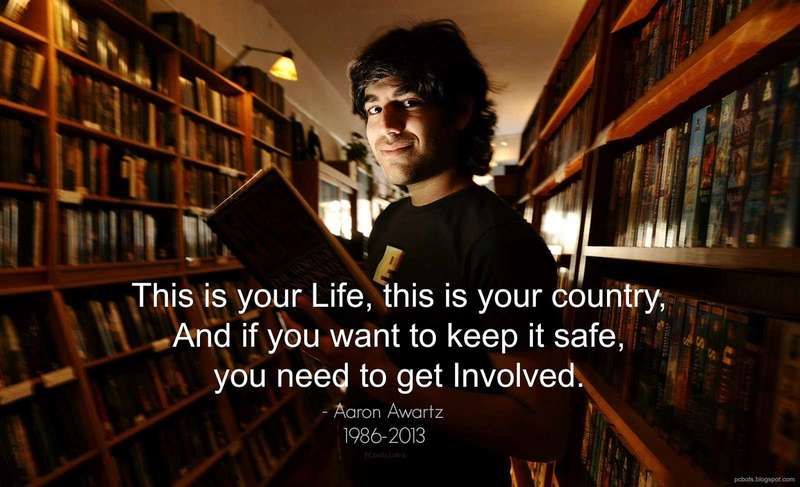 This is your Life, this is your country,
And if you want to keep it safe,
you need to get Involved.
- Aaron Awartz
1986-2013
pcbots.blogspot.com